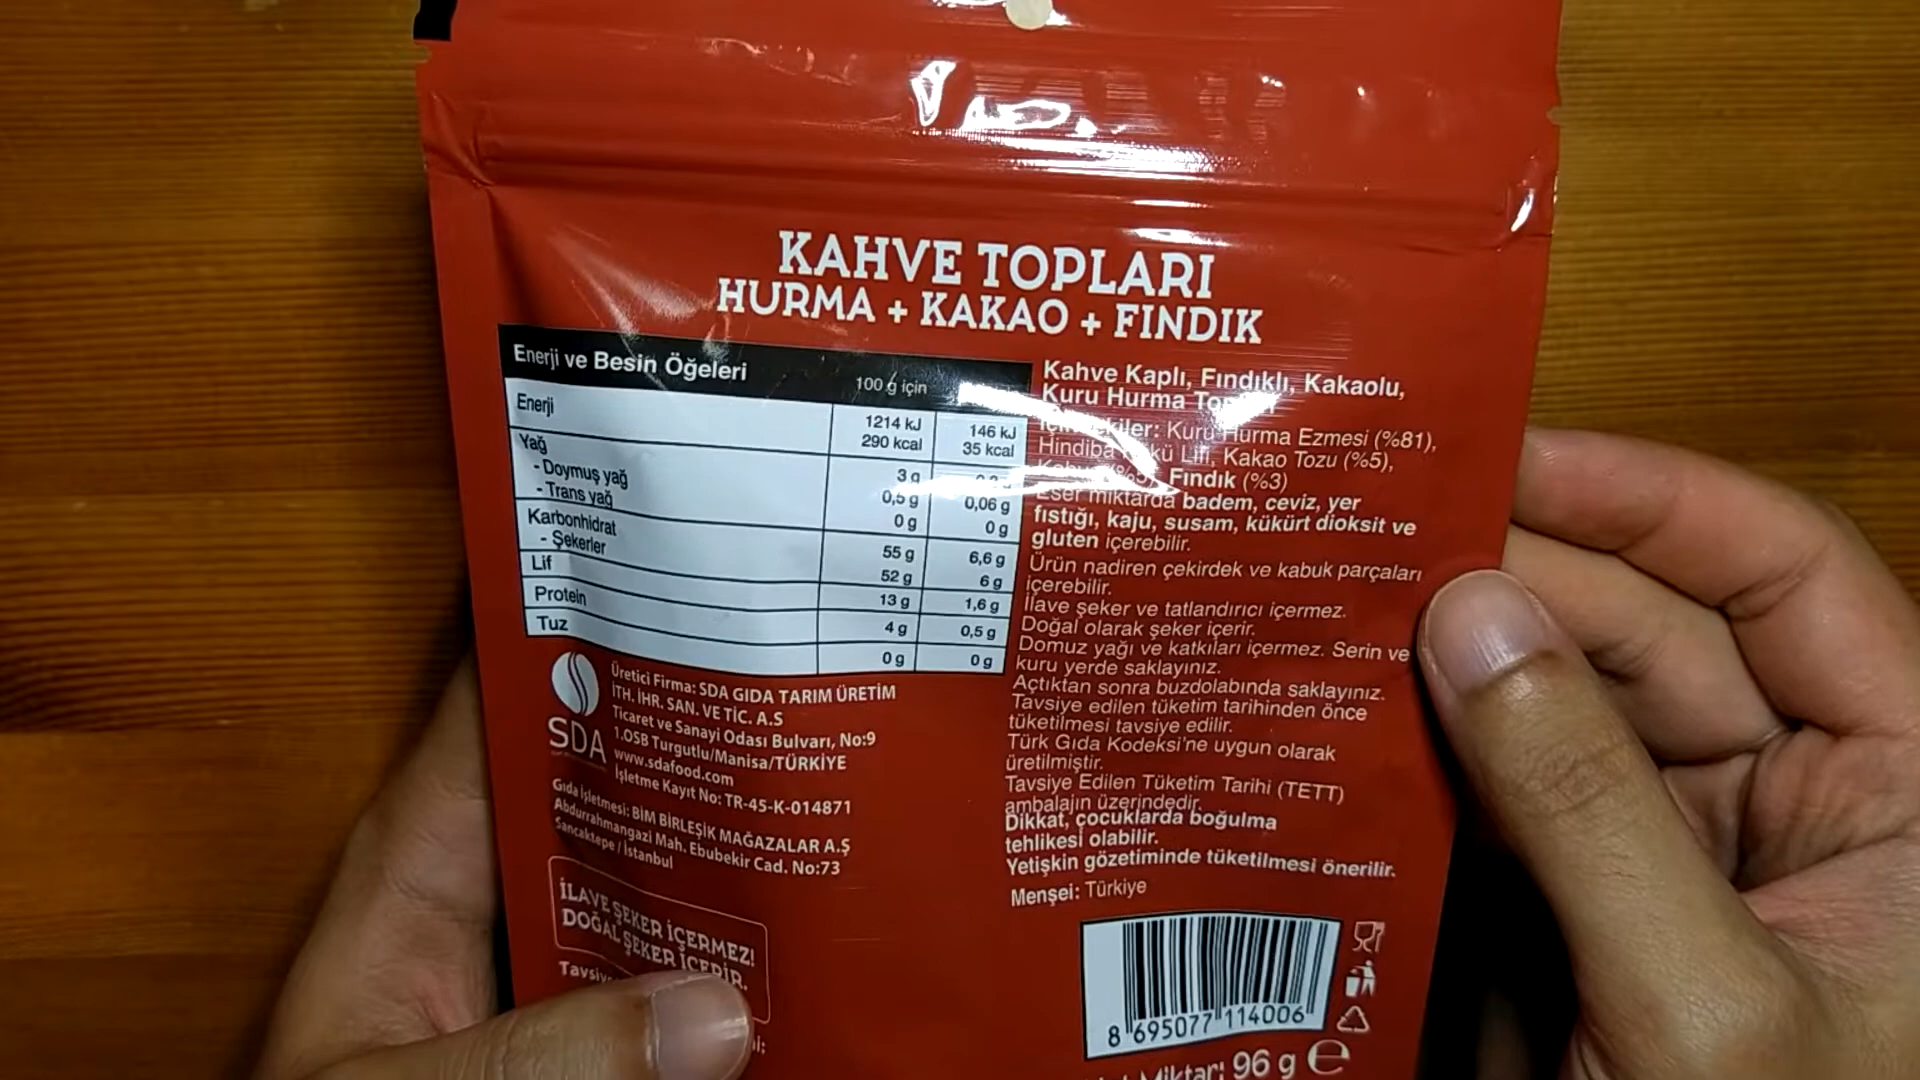 KAHVE TOPLARI
HURMA + KAKAO + FINDIK
Enerji ve Besin Öğeleri 100 g için
Enerji 1214 kJ 146 kJ
290 kcal 35 kcal
Yağ 3 g
- Doymuş yağ 0,5 g 0,06 g
- Trans yağ 0 g 0 g
Karbonhidrat 55 g 6,6 g
- Şekerler 52 g 6 g
Lif 13 g 1,6 g
Protein 4 g 0,5 g
Tuz 0 g 0 g
SDA
Üretici Firma: SDA GIDA TARIM ÜRETİM
İTH. İHR. SAN. VE TİC. A.S
Ticaret ve Sanayi Odası Bulvarı, No:9
1.OSB Turgutlu/Manisa/TÜRKİYE
www.sdafood.com
İşletme Kayıt No: TR-45-K-014871
Gıda İşletmesi: BİM BİRLEŞİK MAĞAZALAR A.Ş
Abdurrahmangazi Mah. Ebubekir Cad. No:73
Sancaktepe / İstanbul
İLAVE ŞEKER İÇERMEZ!
DOĞAL ŞEKER İÇERİR.
Kahve Kaplı, Fındıklı, Kakaolu,
Kuru Hurma
Kuru Hurma Ezmesi (%81),
Hindiba Lifi, Kakao Tozu (%5),
Fındık (%3)
Eser miktarda badem, ceviz, yer
fıstığı, kaju, susam, kükürt dioksit ve
gluten içerebilir.
Ürün nadiren çekirdek ve kabuk parçaları
içerebilir.
İlave şeker ve tatlandırıcı içermez.
Doğal olarak şeker içerir.
Domuz yağı ve katkıları içermez. Serin ve
kuru yerde saklayınız.
Açtıktan sonra buzdolabında saklayınız.
Tavsiye edilen tüketim tarihinden önce
tüketilmesi tavsiye edilir.
Türk Gıda Kodeksi'ne uygun olarak
üretilmiştir.
Tavsiye Edilen Tüketim Tarihi (TETT)
ambalajın üzerindedir.
Dikkat, çocuklarda boğulma
tehlikesi olabilir.
Yetişkin gözetiminde tüketilmesi önerilir.
Menşei: Türkiye
8 695077 114006
Miktar: 96 g e